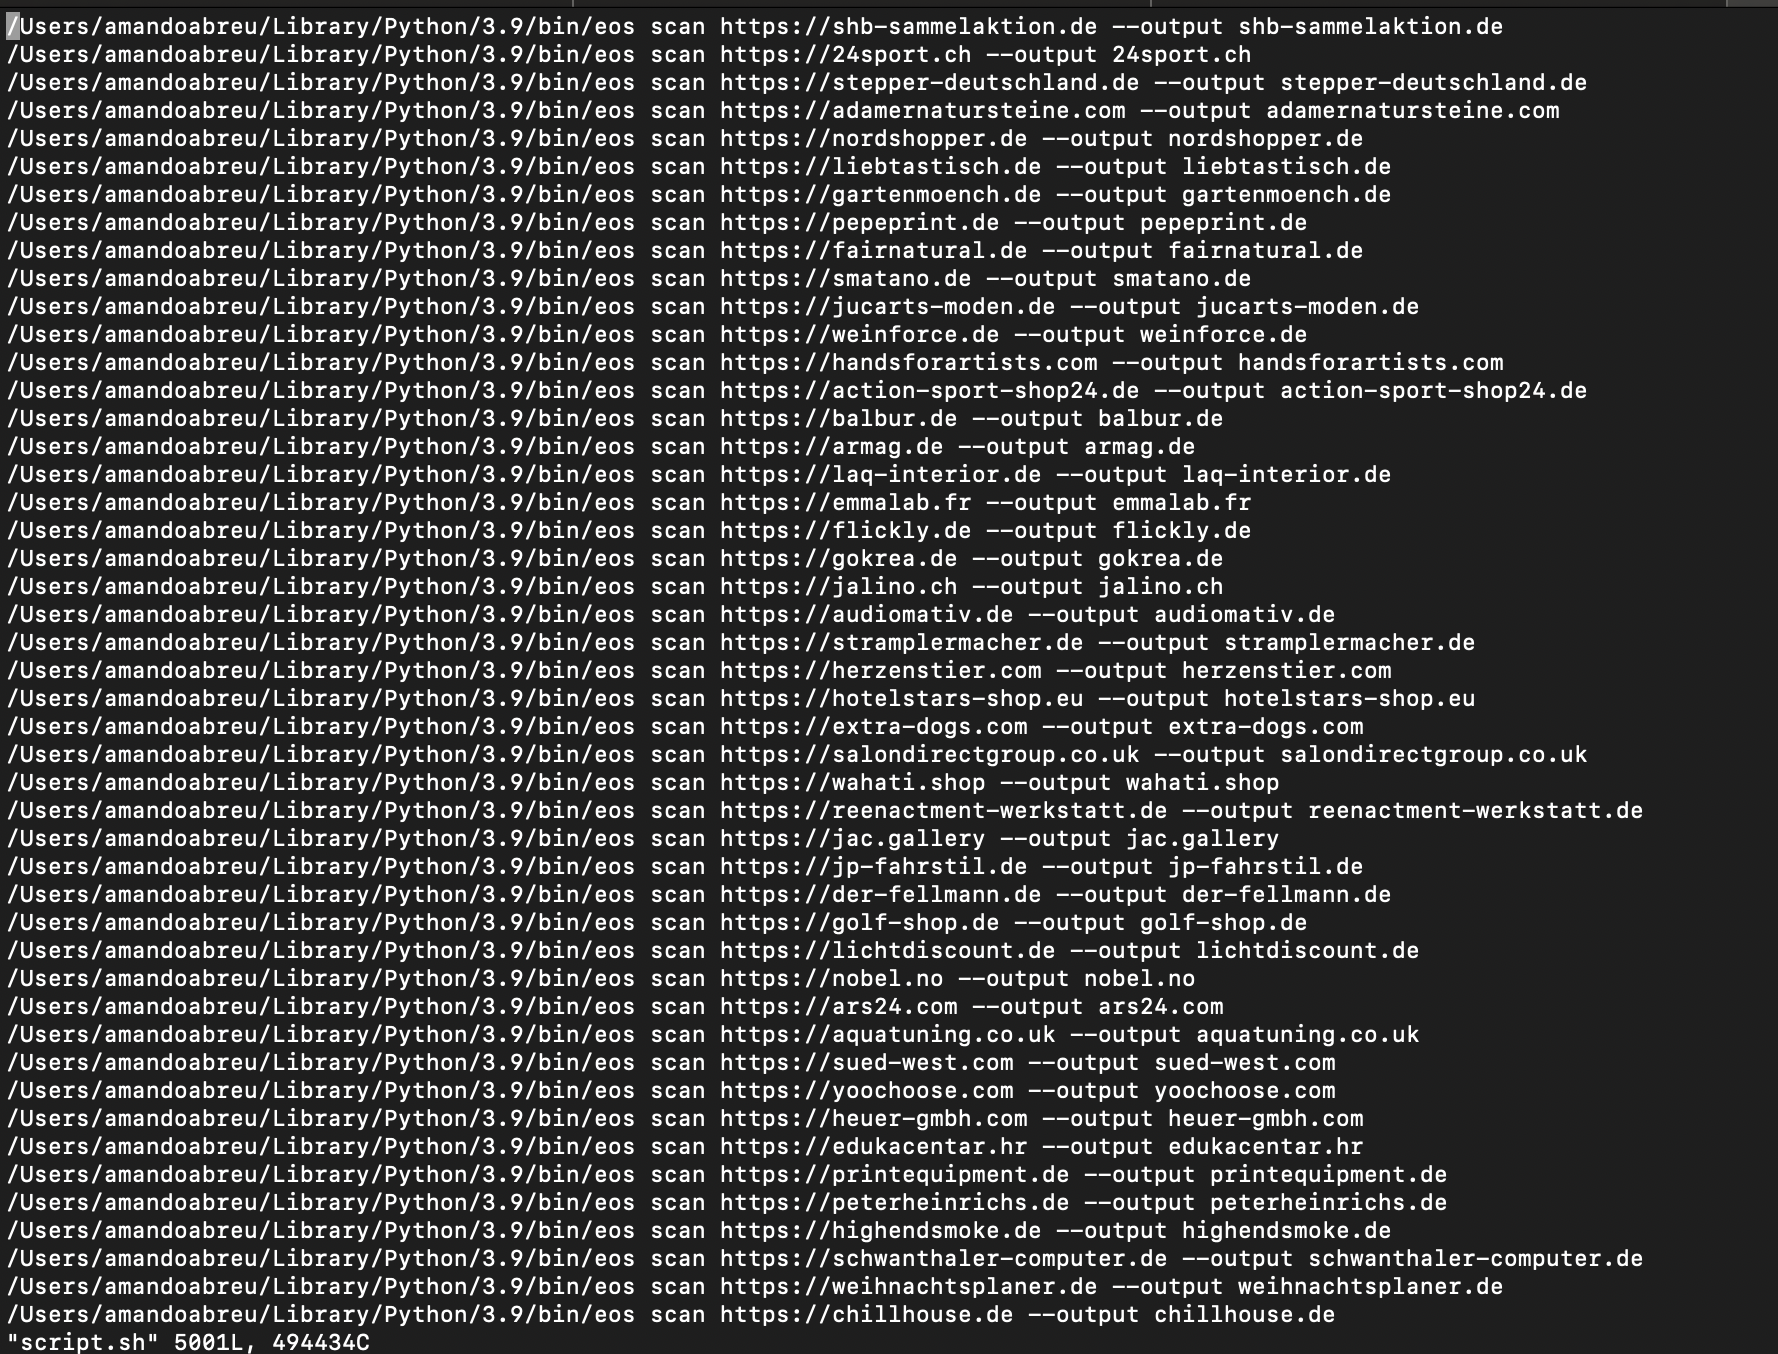 /Users/amandoabreu/Library/Python/3.9/bin/eos scan https://shb-sammelaktion.de --output shb-sammelaktion.de
/Users/amandoabreu/Library/Python/3.9/bin/eos scan https://24sport.ch --output 24sport.ch
/Users/amandoabreu/Library/Python/3.9/bin/eos scan https://stepper-deutschland.de --output stepper-deutschland.de
/Users/amandoabreu/Library/Python/3.9/bin/eos scan https://adamernatursteine.com --output adamernatursteine.com
/Users/amandoabreu/Library/Python/3.9/bin/eos scan https://nordshopper.de --output nordshopper.de
/Users/amandoabreu/Library/Python/3.9/bin/eos scan https://liebtastisch.de --output liebtastisch.de
/Users/amandoabreu/Library/Python/3.9/bin/eos scan https://gartenmoench.de --output gartenmoench.de
/Users/amandoabreu/Library/Python/3.9/bin/eos scan https://pepeprint.de --output pepeprint.de
/Users/amandoabreu/Library/Python/3.9/bin/eos scan https://fairnatural.de --output fairnatural.de
/Users/amandoabreu/Library/Python/3.9/bin/eos scan https://smatano.de --output smatano.de
/Users/amandoabreu/Library/Python/3.9/bin/eos scan https://jucarts-moden.de --output jucarts-moden.de
/Users/amandoabreu/Library/Python/3.9/bin/eos scan https://weinforce.de --output weinforce.de
/Users/amandoabreu/Library/Python/3.9/bin/eos scan https://handsforartists.com --output handsforartists.com
/Users/amandoabreu/Library/Python/3.9/bin/eos scan https://action-sport-shop24.de --output action-sport-shop24.de
/Users/amandoabreu/Library/Python/3.9/bin/eos scan https://balbur.de --output balbur.de
/Users/amandoabreu/Library/Python/3.9/bin/eos scan https://armag.de --output armag.de
/Users/amandoabreu/Library/Python/3.9/bin/eos scan https://laq-interior.de --output laq-interior.de
/Users/amandoabreu/Library/Python/3.9/bin/eos scan https://emmalab.fr --output emmalab.fr
/Users/amandoabreu/Library/Python/3.9/bin/eos scan https://flickly.de --output flickly.de
/Users/amandoabreu/Library/Python/3.9/bin/eos scan https://gokrea.de --output gokrea.de
/Users/amandoabreu/Library/Python/3.9/bin/eos scan https://jalino.ch --output jalino.ch
/Users/amandoabreu/Library/Python/3.9/bin/eos scan https://audiomativ.de --output audiomativ.de
/Users/amandoabreu/Library/Python/3.9/bin/eos scan https://stramplermacher.de --output stramplermacher.de
/Users/amandoabreu/Library/Python/3.9/bin/eos scan https://herzenstier.com --output herzenstier.com
/Users/amandoabreu/Library/Python/3.9/bin/eos scan https://hotelstars-shop.eu --output hotelstars-shop.eu
/Users/amandoabreu/Library/Python/3.9/bin/eos scan https://extra-dogs.com --output extra-dogs.com
/Users/amandoabreu/Library/Python/3.9/bin/eos scan https://salondirectgroup.co.uk --output salondirectgroup.co.uk
/Users/amandoabreu/Library/Python/3.9/bin/eos scan https://wahati.shop --output wahati.shop
/Users/amandoabreu/Library/Python/3.9/bin/eos scan https://reenactment-werkstatt.de --output reenactment-werkstatt.de
/Users/amandoabreu/Library/Python/3.9/bin/eos scan https://jac.gallery --output jac.gallery
/Users/amandoabreu/Library/Python/3.9/bin/eos scan https://jp-fahrstil.de --output jp-fahrstil.de
/Users/amandoabreu/Library/Python/3.9/bin/eos scan https://der-fellmann.de --output der-fellmann.de
/Users/amandoabreu/Library/Python/3.9/bin/eos scan https://golf-shop.de --output golf-shop.de
/Users/amandoabreu/Library/Python/3.9/bin/eos scan https://lichtdiscount.de --output lichtdiscount.de
/Users/amandoabreu/Library/Python/3.9/bin/eos scan https://nobel.no --output nobel.no
/Users/amandoabreu/Library/Python/3.9/bin/eos scan https://ars24.com --output ars24.com
/Users/amandoabreu/Library/Python/3.9/bin/eos scan https://aquatuning.co.uk --output aquatuning.co.uk
/Users/amandoabreu/Library/Python/3.9/bin/eos scan https://sued-west.com --output sued-west.com
/Users/amandoabreu/Library/Python/3.9/bin/eos scan https://yoochoose.com --output yoochoose.com
/Users/amandoabreu/Library/Python/3.9/bin/eos scan https://heuer-gmbh.com --output heuer-gmbh.com
/Users/amandoabreu/Library/Python/3.9/bin/eos scan https://edukacentar.hr --output edukacentar.hr
/Users/amandoabreu/Library/Python/3.9/bin/eos scan https://printequipment.de --output printequipment.de
/Users/amandoabreu/Library/Python/3.9/bin/eos scan https://peterheinrichs.de --output peterheinrichs.de
/Users/amandoabreu/Library/Python/3.9/bin/eos scan https://highendsmoke.de --output highendsmoke.de
/Users/amandoabreu/Library/Python/3.9/bin/eos scan https://schwanthaler-computer.de --output schwanthaler-computer.de
/Users/amandoabreu/Library/Python/3.9/bin/eos scan https://weihnachtsplaner.de --output weihnachtsplaner.de
/Users/amandoabreu/Library/Python/3.9/bin/eos scan https://chillhouse.de --output chillhouse.de
"script.sh" 5001L, 494434C